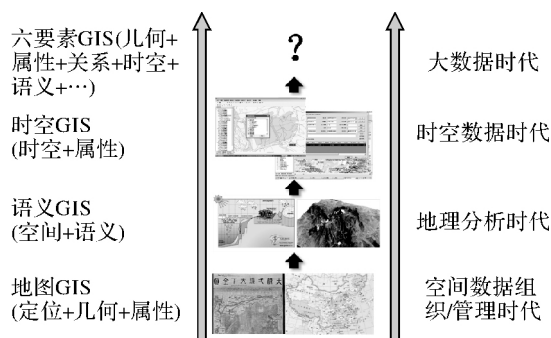 六要素GIS(几何+
属性+关系+时空+
语义+…)
?
大数据时代
时空GIS
(时空+属性)
时空数据时代
语义GIS
(空间+语义)
地理分析时代
地图GIS
(定位+几何+属性)
空间数据组
织/管理时代